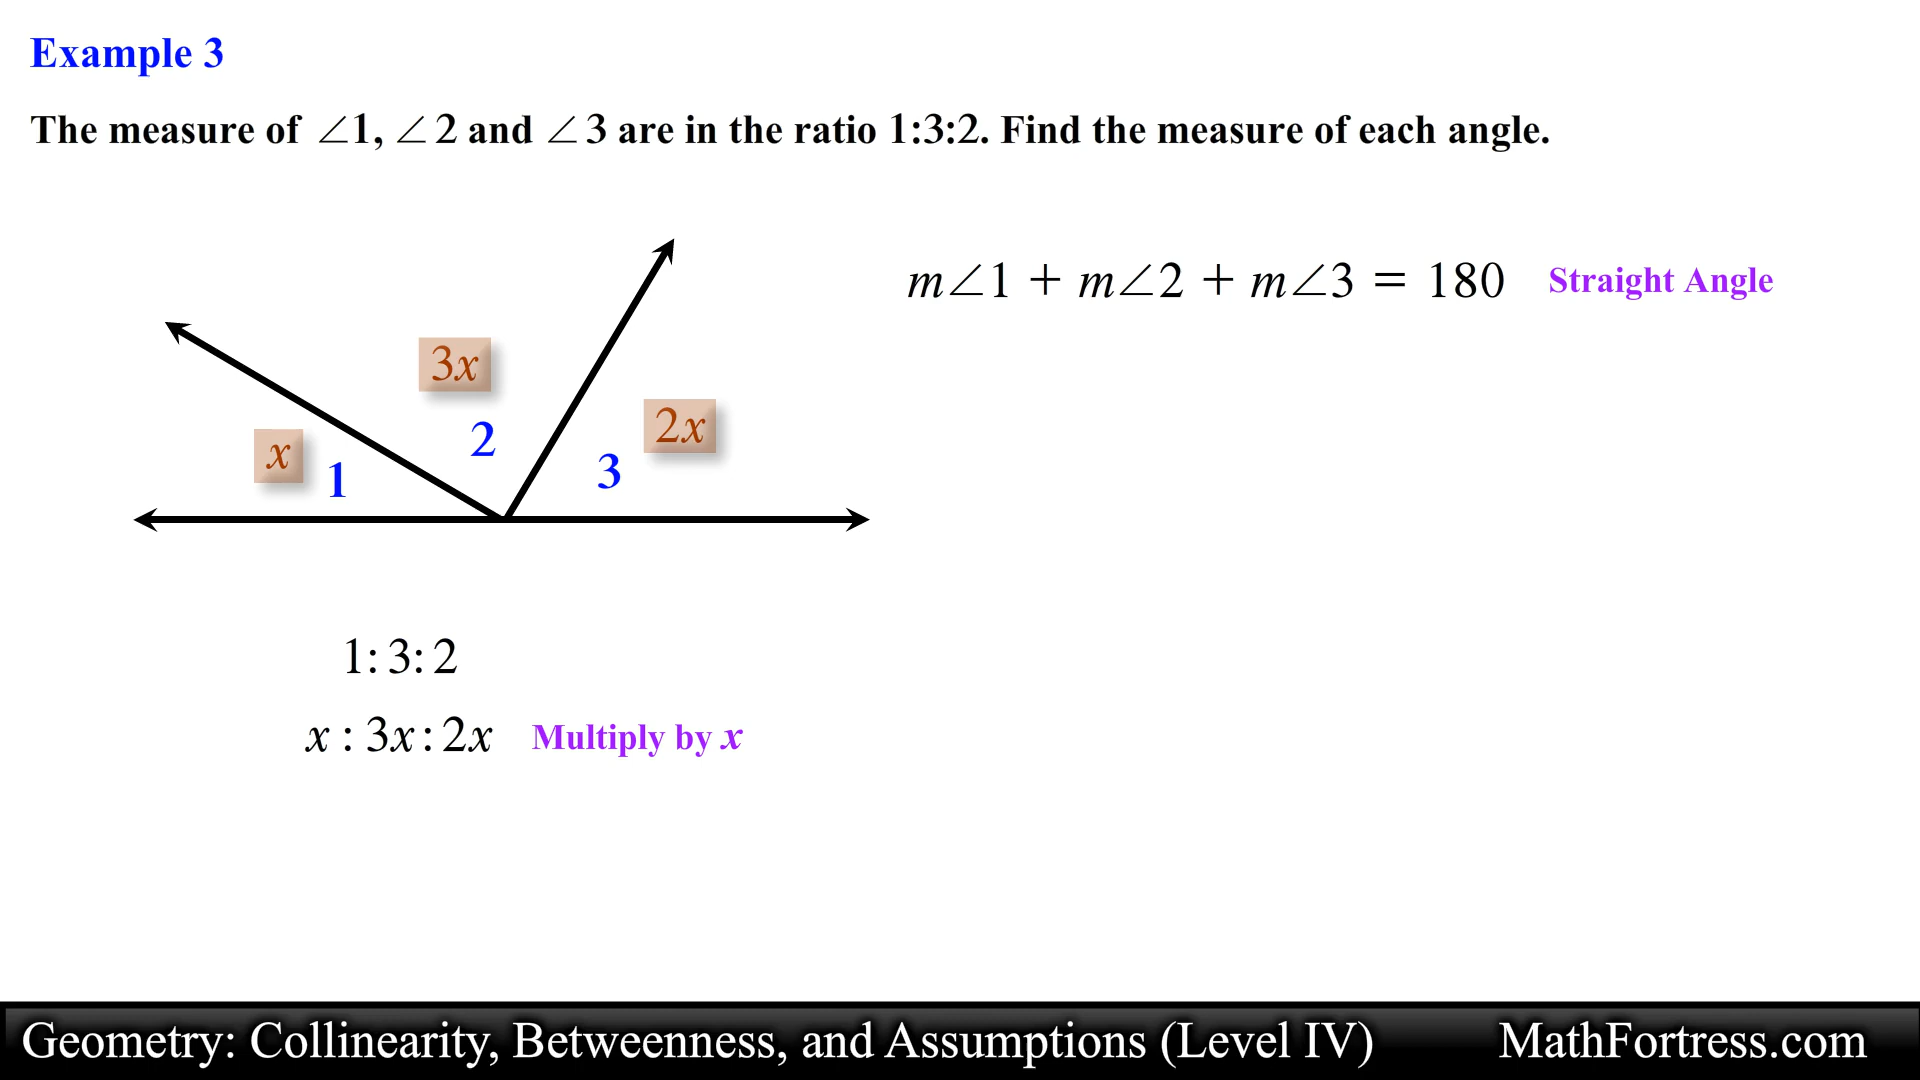 Example 3
The measure of ∠1, ∠2 and ∠3 are in the ratio 1:3:2. Find the measure of each angle.
m∠1 + m∠2 + m∠3 = 180 Straight Angle
3x
2x
2
x
1
3
1:3:2
x:3x:2x Multiply by x
Geometry: Collinearity, Betweenness, and Assumptions (Level IV) MathFortress.com